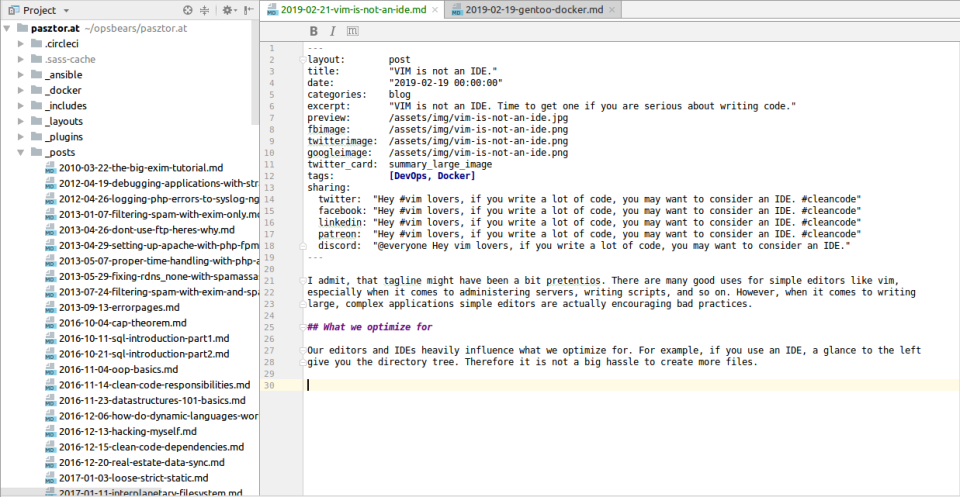 Project
pasztor.at ~/opsbears/pasztor.at
.circleci
.sass-cache
_ansible
_docker
_includes
_layouts
_plugins
_posts
2010-03-22-the-big-exim-tutorial.md
2012-04-19-debugging-applications-with-str
2012-04-26-logging-php-errors-to-syslog-ng
2013-01-07-filtering-spam-with-exim-only.md
2013-04-26-dont-use-ftp-heres-why.md
2013-04-29-setting-up-apache-with-php-fpm
2013-05-07-proper-time-handling-with-php-a
2013-05-29-fixing-rdns_none-with-spamassa
2013-07-24-filtering-spam-with-exim-and-spa
2013-09-13-errorpages.md
2016-10-04-cap-theorem.md
2016-10-11-sql-introduction-part1.md
2016-10-21-sql-introduction-part2.md
2016-11-04-oop-basics.md
2016-11-14-clean-code-responsibilities.md
2016-11-23-datastructures-101-basics.md
2016-12-06-how-do-dynamic-languages-wor
2016-12-13-hacking-myself.md
2016-12-15-clean-code-dependencies.md
2016-12-20-real-estate-data-sync.md
2017-01-03-loose-strict-static.md
2017-01-11-interplanetary-filesystem.md
2019-02-21-vim-is-not-an-ide.md 2019-02-19-gentoo-docker.md
B I m
1 ---
2 layout: post
3 title: "VIM is not an IDE."
4 date: "2019-02-19 00:00:00"
5 categories: blog
6 excerpt: "VIM is not an IDE. Time to get one if you are serious about writing code."
7 preview: /assets/img/vim-is-not-an-ide.jpg
8 fbimage: /assets/img/vim-is-not-an-ide.png
9 twitterimage: /assets/img/vim-is-not-an-ide.png
10 googleimage: /assets/img/vim-is-not-an-ide.png
11 twitter_card: summary_large_image
12 tags: [DevOps, Docker]
13 sharing:
14 twitter: "Hey #vim lovers, if you write a lot of code, you may want to consider an IDE. #cleancode"
15 facebook: "Hey #vim lovers, if you write a lot of code, you may want to consider an IDE. #cleancode"
16 linkedin: "Hey #vim lovers, if you write a lot of code, you may want to consider an IDE. #cleancode"
17 patreon: "Hey #vim lovers, if you write a lot of code, you may want to consider an IDE. #cleancode"
18 discord: "@everyone Hey vim lovers, if you write a lot of code, you may want to consider an IDE."
19 ---
20
21 I admit, that tagline might have been a bit pretentios. There are many good uses for simple editors like vim,
22 especially when it comes to administering servers, writing scripts, and so on. However, when it comes to writing
23 large, complex applications simple editors are actually encouraging bad practices.
24
25 ## What we optimize for
26
27 Our editors and IDEs heavily influence what we optimize for. For example, if you use an IDE, a glance to the left
28 give you the directory tree. Therefore it is not a big hassle to create more files.
29
30